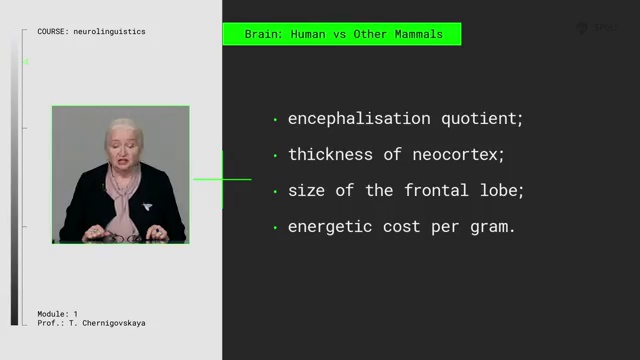 COURSE: neurolinguistics
Brain: Human vs Other Mammals
• encephalisation quotient;
• thickness of neocortex;
• size of the frontal lobe;
• energetic cost per gram.
Module: 1
Prof.: T. Chernigovskaya